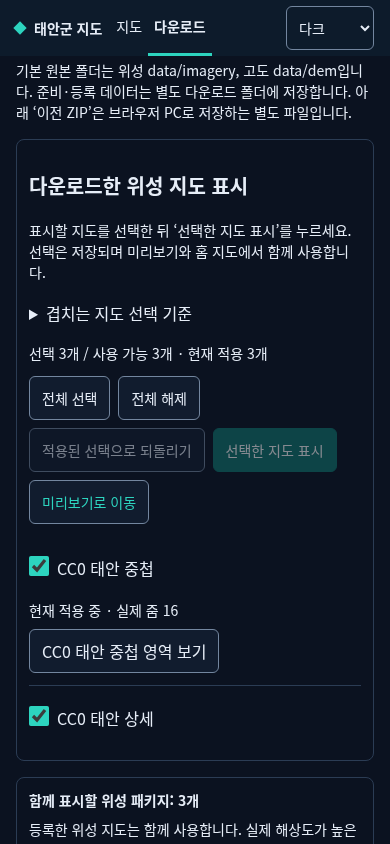 ◆ 태안군 지도 지도 다운로드 다크
기본 원본 폴더는 위성 data/imagery, 고도 data/dem입니
다. 준비·등록 데이터는 별도 다운로드 폴더에 저장합니다. 아
래 ‘이전 ZIP’은 브라우저 PC로 저장하는 별도 파일입니다.
다운로드한 위성 지도 표시
표시할 지도를 선택한 뒤 ‘선택한 지도 표시’를 누르세요.
선택은 저장되며 미리보기와 홈 지도에서 함께 사용합니
다.
▶ 겹치는 지도 선택 기준
선택 3개 / 사용 가능 3개 · 현재 적용 3개
전체 선택 전체 해제
적용된 선택으로 되돌리기 선택한 지도 표시
미리보기로 이동
CC0 태안 중첩
현재 적용 중 · 실제 줌 16
CC0 태안 중첩 영역 보기
CC0 태안 상세
함께 표시할 위성 패키지: 3개
등록한 위성 지도는 함께 사용합니다. 실제 해상도가 높은